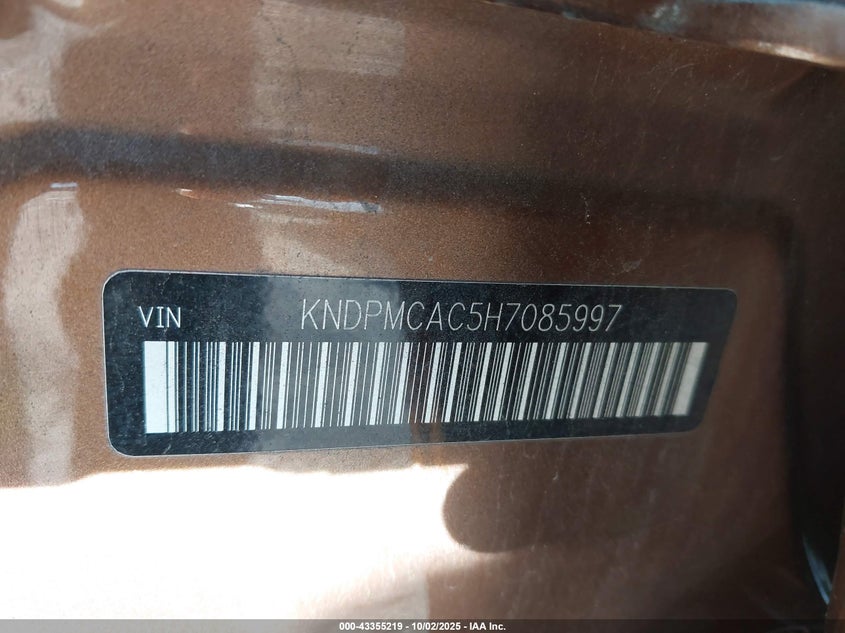 VIN KNDPMCAC5H7085997
000-43355219 - 10/02/2025 - IAA Inc.